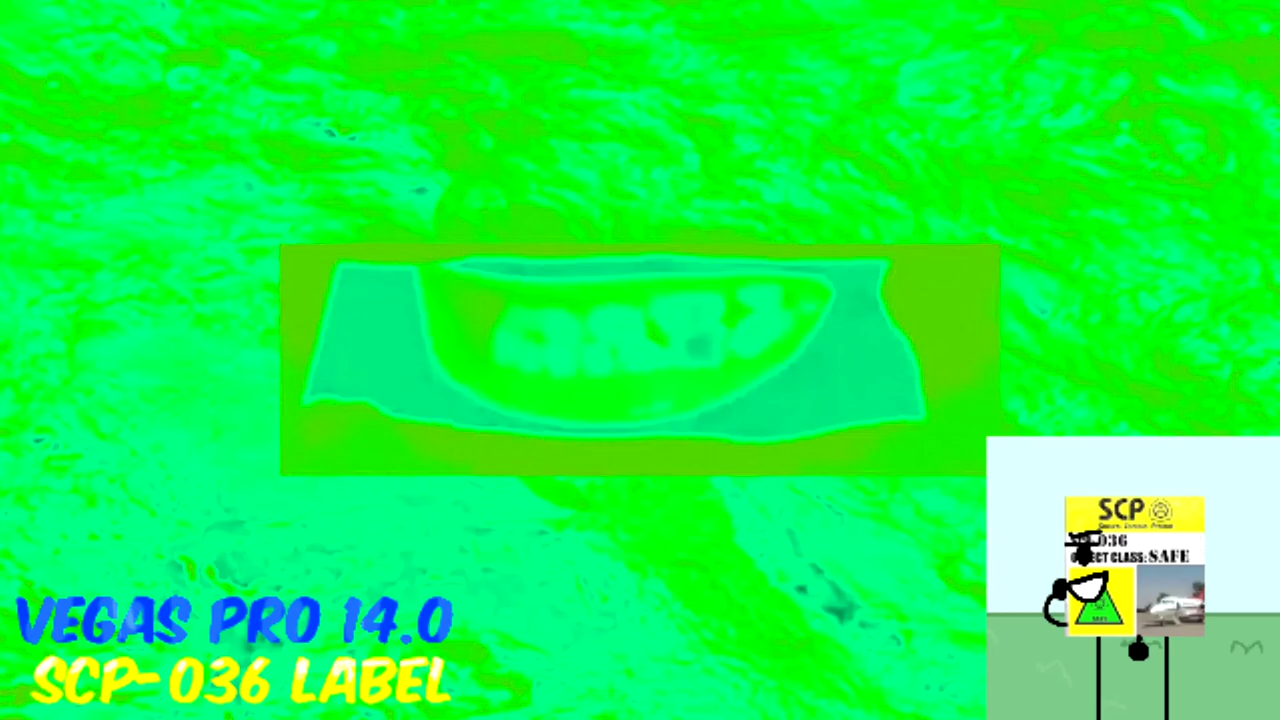 VEGAS PRO 14.0
SCP-036 LABEL
SCP
036
OBJECT CLASS: SAFE